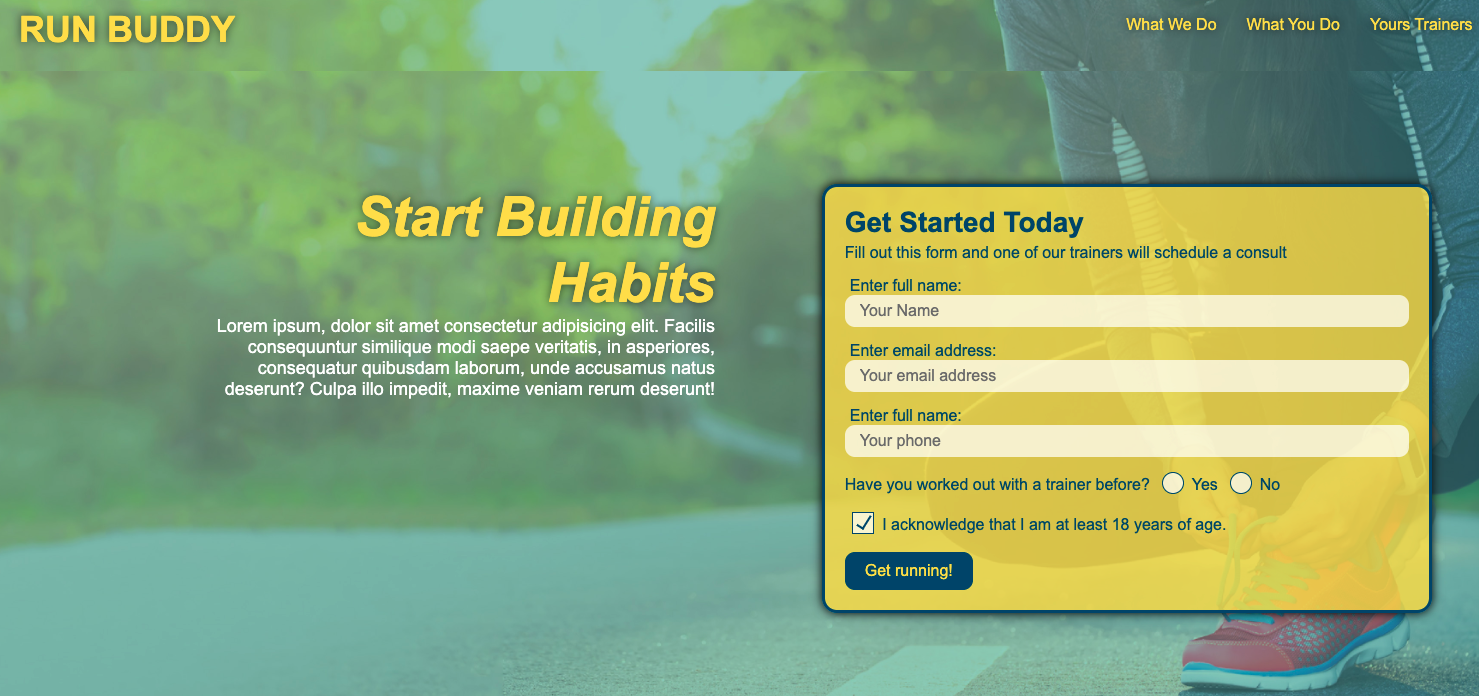 RUN BUDDY
What We Do What You Do Yours Trainers
Start Building
Habits
Lorem ipsum, dolor sit amet consectetur adipisicing elit. Facilis
consequuntur similique modi saepe veritatis, in asperiores,
consequatur quibusdam laborum, unde accusamus natus
deserunt? Culpa illo impedit, maxime veniam rerum deserunt!
Get Started Today
Fill out this form and one of our trainers will schedule a consult
Enter full name:
Your Name
Enter email address:
Your email address
Enter full name:
Your phone
Have you worked out with a trainer before? Yes No
I acknowledge that I am at least 18 years of age.
Get running!